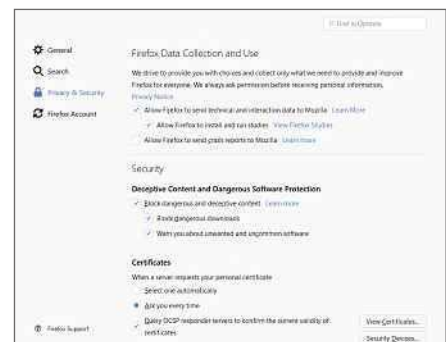 Find in Options
General
Search
Privacy & Security
Firefox Account
Firefox Data Collection and Use
We strive to provide you with choices and collect only what we need to provide and improve
Firefox for everyone. We always ask permission before receiving personal information.
Privacy Notice
Allow Firefox to send technical and interaction data to Mozilla Learn More
Allow Firefox to install and run studies View Firefox Studies
Allow Firefox to send crash reports to Mozilla Learn more
Security
Deceptive Content and Dangerous Software Protection
Block dangerous and deceptive content Learn more
Block dangerous downloads
Warn you about unwanted and uncommon software
Certificates
When a server requests your personal certificate
Select one automatically
Ask you every time
Query OCSP responder servers to confirm the current validity of
certificates
View Certificates...
Security Devices...
Firefox Support